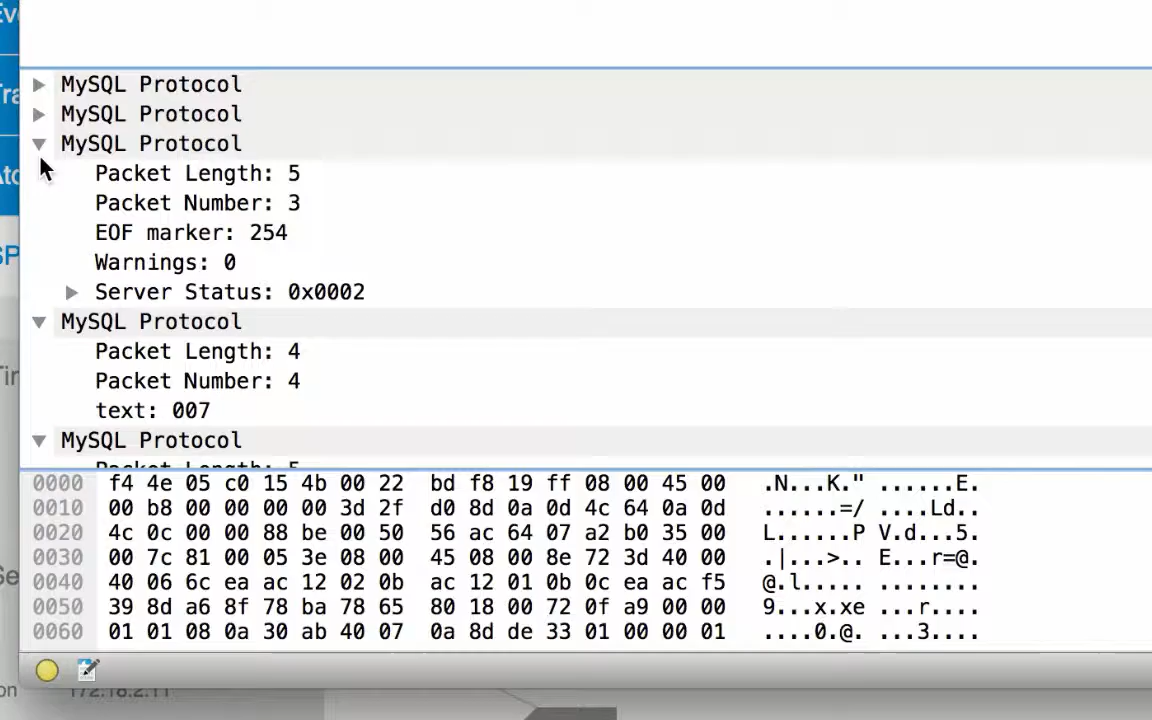 MySQL Protocol
MySQL Protocol
MySQL Protocol
Packet Length: 5
Packet Number: 3
EOF marker: 254
Warnings: 0
Server Status: 0x0002
MySQL Protocol
Packet Length: 4
Packet Number: 4
text: 007
MySQL Protocol
Packet Length: 5
0000 f4 4e 05 c0 15 4b 00 22 bd f8 19 ff 08 00 45 00 .N...K." ......E.
0010 00 b8 00 00 00 00 3d 2f d0 8d 0a 0d 4c 64 0a 0d ......=/ ....Ld..
0020 4c 0c 00 00 88 be 00 50 56 ac 64 07 a2 b0 35 00 L......P V.d...5.
0030 00 7c 81 00 05 3e 08 00 45 08 00 8e 72 3d 40 00 .|...>.. E...r=@.
0040 40 06 6c ea ac 12 02 0b ac 12 01 0b 0c ea ac f5 @.l..... ........
0050 39 8d a6 8f 78 ba 78 65 80 18 00 72 0f a9 00 00 9...x.xe ...r....
0060 01 01 08 0a 30 ab 40 07 0a 8d de 33 01 00 00 01 ....0.@. ...3....
172.18.2.11